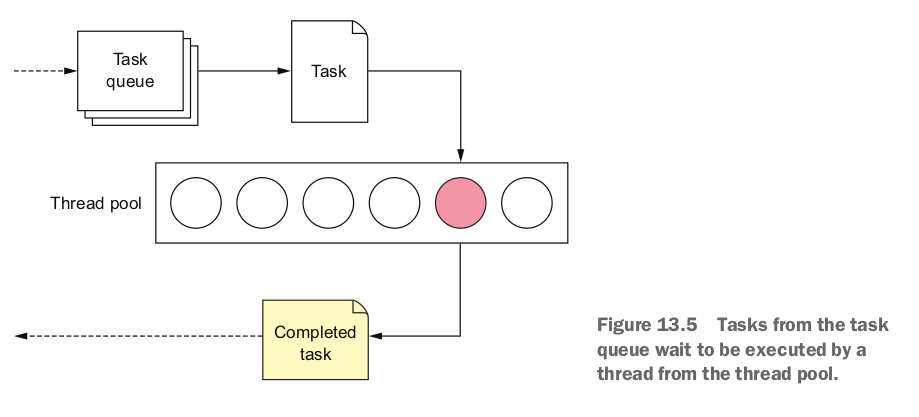 Task
queue
Task
Thread pool
Completed
task
Figure 13.5 Tasks from the task
queue wait to be executed by a
thread from the thread pool.